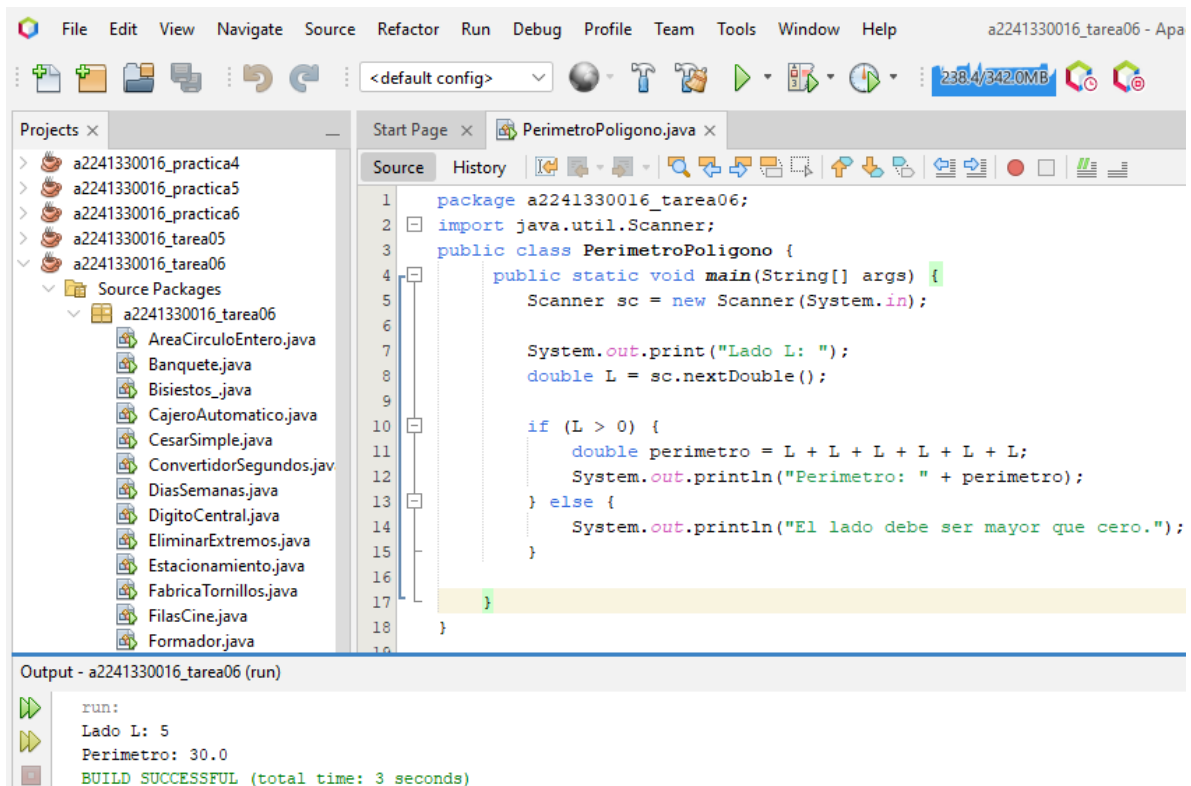 File Edit View Navigate Source Refactor Run Debug Profile Team Tools Window Help a2241330016_tarea06 - Apa
<default config> 238.4/342.0MB
Projects
Start Page PerimetroPoligono.java
Source History
a2241330016_practica4
a2241330016_practica5
a2241330016_practica6
a2241330016_tarea05
a2241330016_tarea06
Source Packages
a2241330016_tarea06
AreaCirculoEntero.java
Banquete.java
Bisiestos_.java
CajeroAutomatico.java
CesarSimple.java
ConvertidorSegundos.jav
DiasSemanas.java
DigitoCentral.java
EliminarExtremos.java
Estacionamiento.java
FabricaTornillos.java
FilasCine.java
Formador.java
1 package a2241330016_tarea06;
2 import java.util.Scanner;
3 public class PerimetroPoligono {
4 public static void main(String[] args) {
5 Scanner sc = new Scanner(System.in);
6
7 System.out.print("Lado L: ");
8 double L = sc.nextDouble();
9
10 if (L > 0) {
11 double perimetro = L + L + L + L + L + L;
12 System.out.println("Perimetro: " + perimetro);
13 } else {
14 System.out.println("El lado debe ser mayor que cero.");
15 }
16
17 }
18 }
19
Output - a2241330016_tarea06 (run)
run:
Lado L: 5
Perimetro: 30.0
BUILD SUCCESSFUL (total time: 3 seconds)